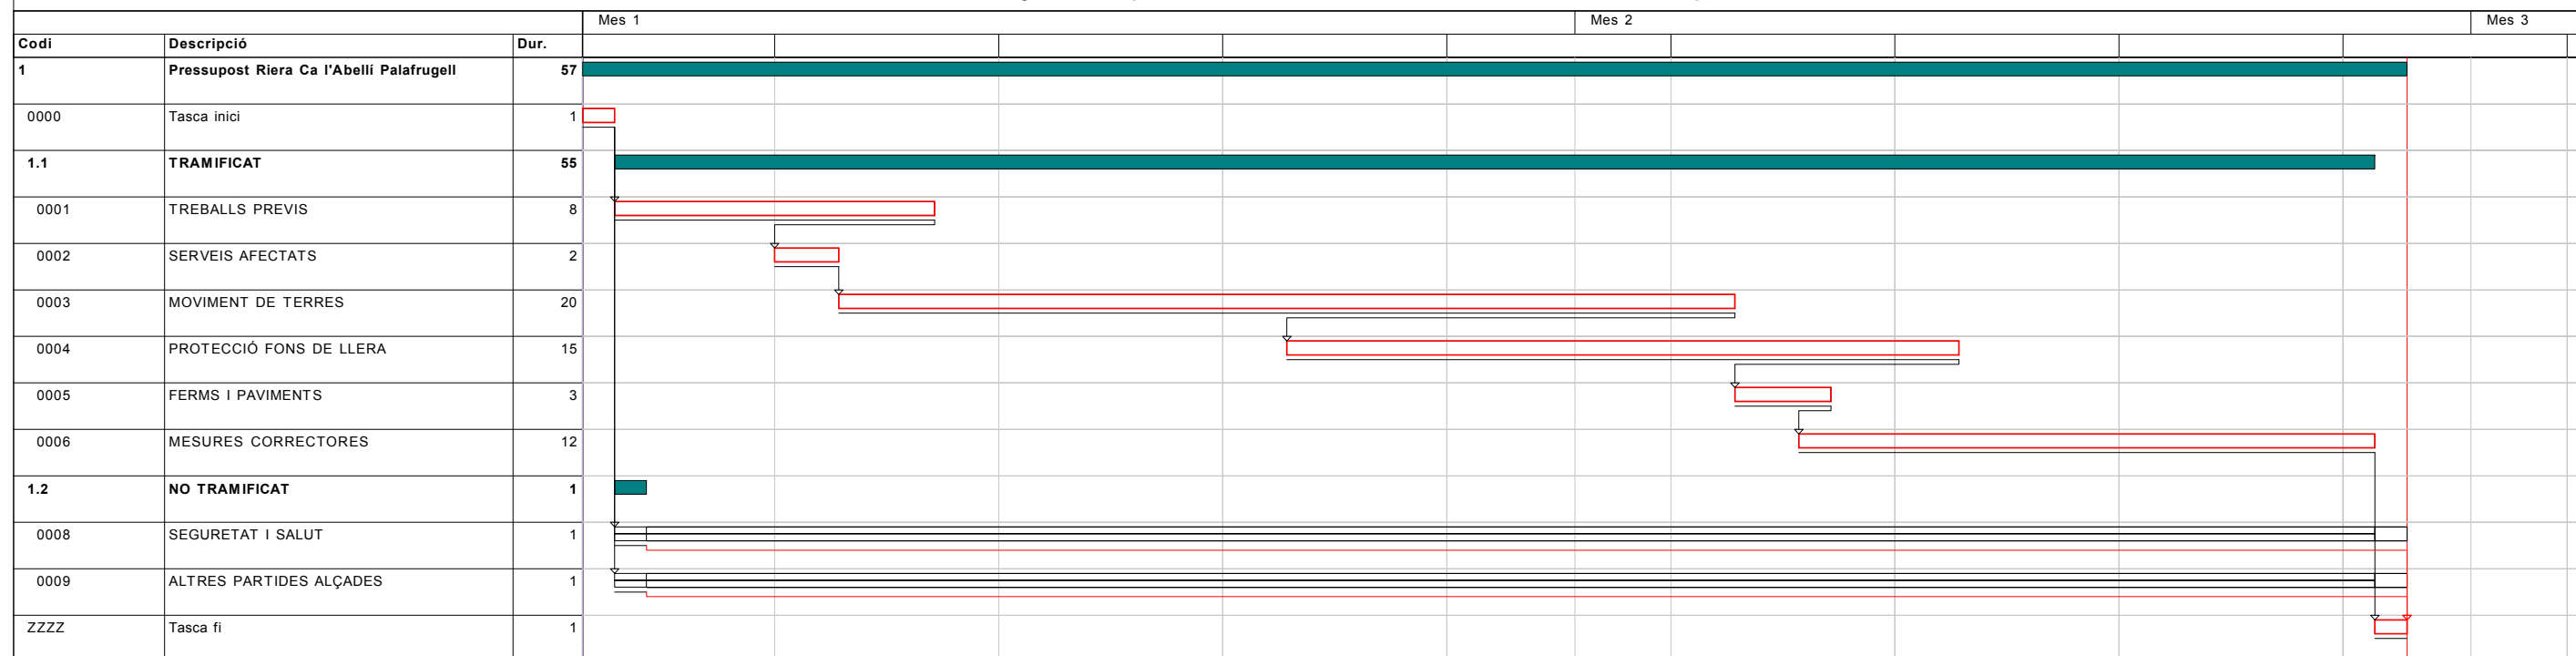 Mes 1 Mes 2 Mes 3
Codi Descripció Dur.
1 Pressupost Riera Ca l'Abellí Palafrugell 57
0000 Tasca inici 1
1.1 TRAMIFICAT 55
0001 TREBALLS PREVIS 8
0002 SERVEIS AFECTATS 2
0003 MOVIMENT DE TERRES 20
0004 PROTECCIÓ FONS DE LLERA 15
0005 FERMS I PAVIMENTS 3
0006 MESURES CORRECTORES 12
1.2 NO TRAMIFICAT 1
0008 SEGURETAT I SALUT 1
0009 ALTRES PARTIDES ALÇADES 1
ZZZZ Tasca fi 1